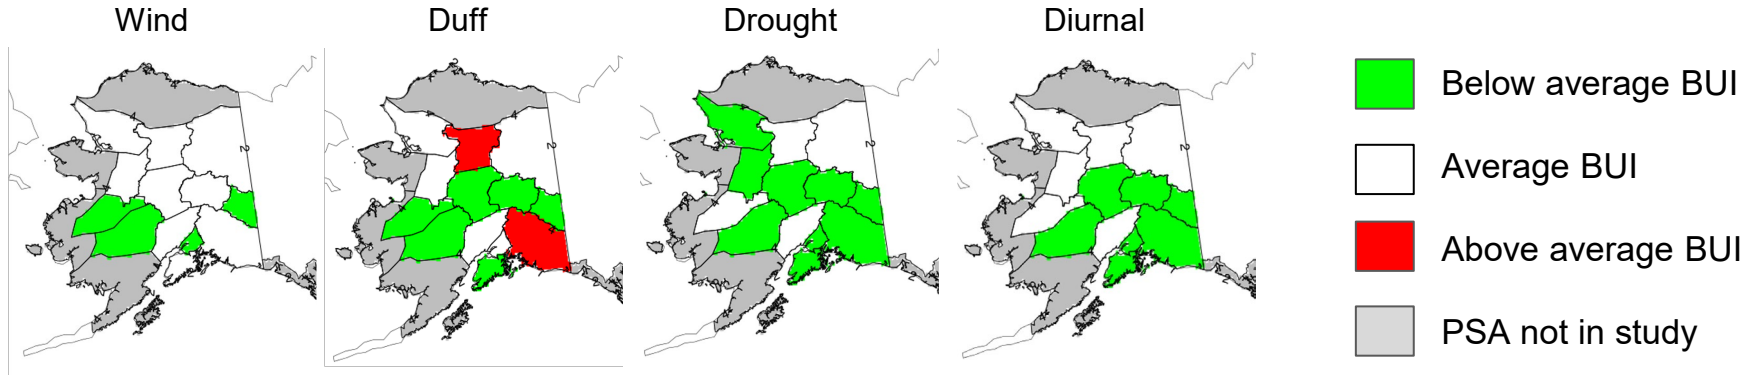 Wind
Duff
Drought
Diurnal
Below average BUI
Average BUI
Above average BUI
PSA not in study